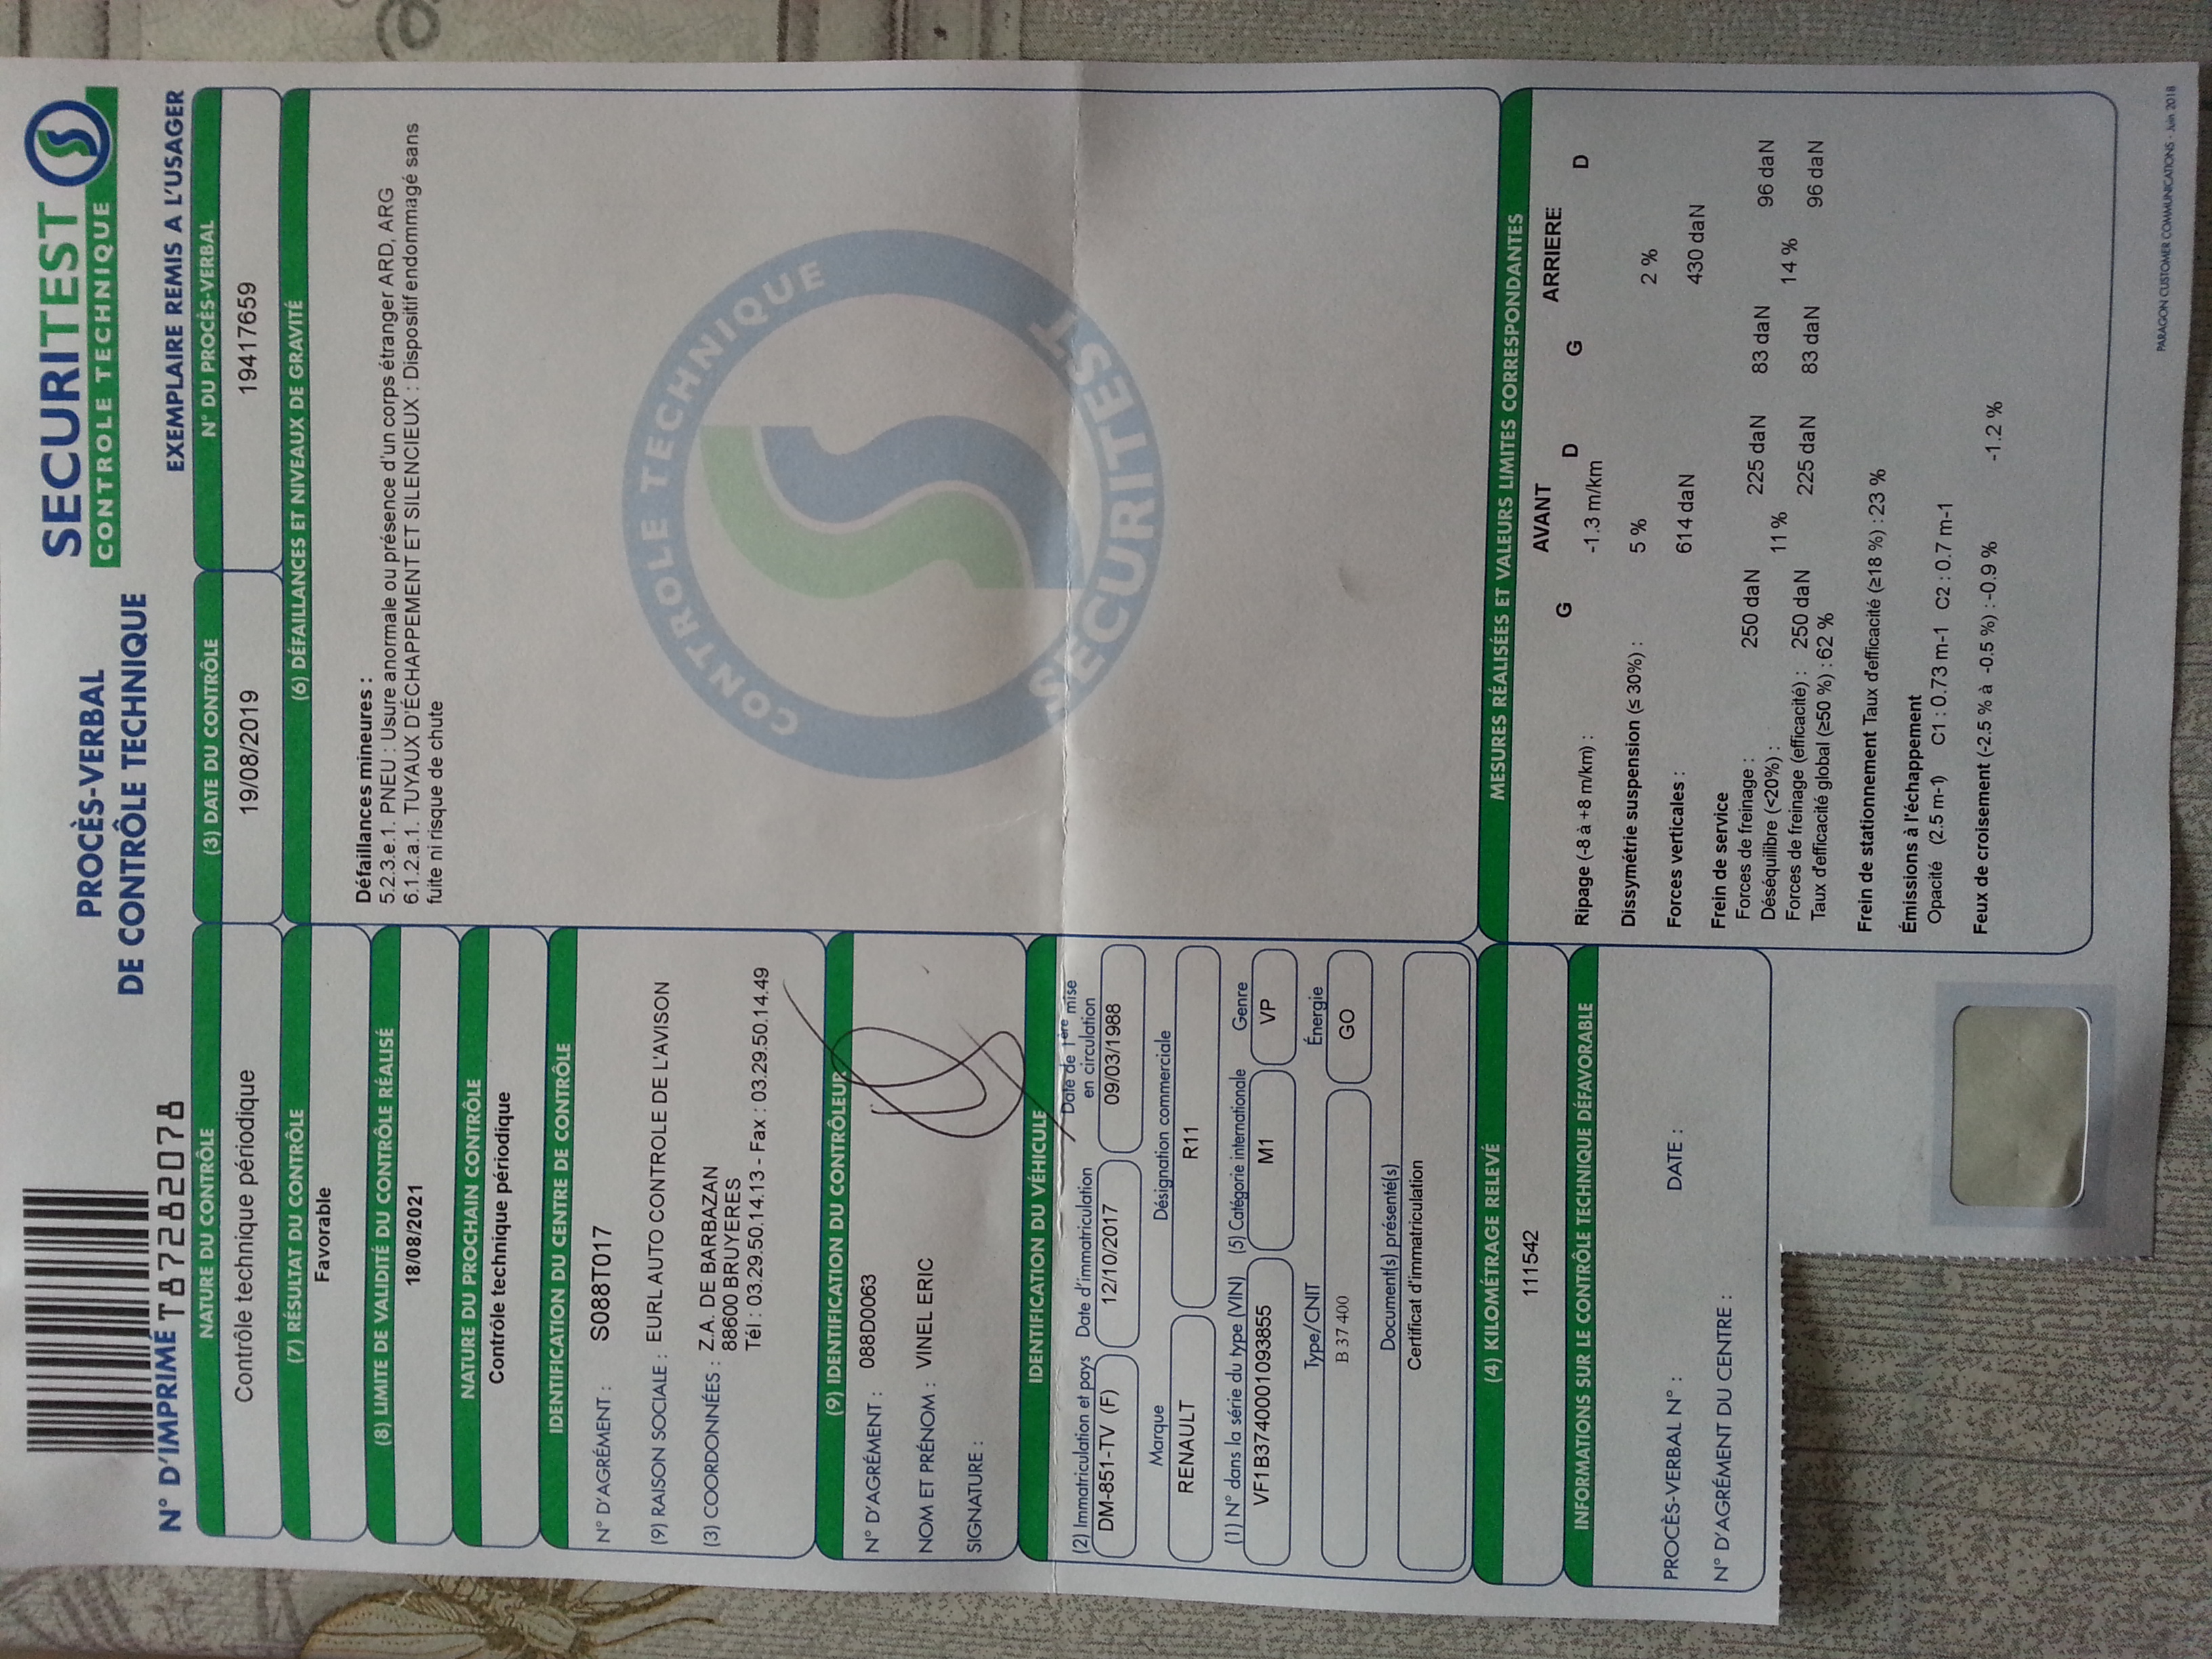 PROCÈS-VERBAL
DE CONTRÔLE TECHNIQUE
SECURITEST
CONTROLE TECHNIQUE
N° D'IMPRIMÉ T87282078
EXEMPLAIRE REMIS A L'USAGER
NATURE DU CONTRÔLE
Contrôle technique périodique
(3) DATE DU CONTRÔLE
19/08/2019
N° DU PROCÈS-VERBAL
19417659
(7) RÉSULTAT DU CONTRÔLE
Favorable
(8) LIMITE DE VALIDITÉ DU CONTRÔLE RÉALISÉ
18/08/2021
NATURE DU PROCHAIN CONTRÔLE
Contrôle technique périodique
IDENTIFICATION DU CENTRE DE CONTRÔLE
N° D'AGRÉMENT : S088T017
(9) RAISON SOCIALE : EURL AUTO CONTROLE DE L'AVISON
(3) COORDONNÉES : Z.A. DE BARBAZAN
88600 BRUYERES
Tél : 03.29.50.14.13 - Fax : 03.29.50.14.49
(9) IDENTIFICATION DU CONTRÔLEUR
N° D'AGRÉMENT : 088D0063
NOM ET PRÉNOM : VINEL ERIC
SIGNATURE :
IDENTIFICATION DU VÉHICULE
(2) Immatriculation et pays Date d'immatriculation Date de 1ère mise
en circulation
DM-851-TV (F) 12/10/2017 09/03/1988
Marque Désignation commerciale
RENAULT R11
(1) N° dans la série du type (VIN) (5) Catégorie internationale Genre
VF1B3740001093855 M1 VP
Type/CNIT Énergie
B 37 400 GO
Document(s) présenté(s)
Certificat d'immatriculation
(4) KILOMÉTRAGE RELEVÉ
111542
INFORMATIONS SUR LE CONTRÔLE TECHNIQUE DÉFAVORABLE
PROCÈS-VERBAL N° : DATE :
N° D'AGRÉMENT DU CENTRE :
(6) DÉFAILLANCES ET NIVEAUX DE GRAVITÉ
Défaillances mineures :
5.2.3.e.1. PNEU : Usure anormale ou présence d'un corps étranger ARD, ARG
6.1.2.a.1. TUYAUX D'ÉCHAPPEMENT ET SILENCIEUX : Dispositif endommagé sans
fuite ni risque de chute
CONTROLE TECHNIQUE
SECURITEST
MESURES RÉALISÉES ET VALEURS LIMITES CORRESPONDANTES
AVANT ARRIERE
G D G D
Ripage (-8 à +8 m/km) : -1.3 m/km
Dissymétrie suspension (≤ 30%) : 5 % 2 %
Forces verticales : 614 daN 430 daN
Frein de service
Forces de freinage : 250 daN 225 daN 83 daN 96 daN
Déséquilibre (<20%) : 11 % 14 %
Forces de freinage (efficacité) : 250 daN 225 daN 83 daN 96 daN
Taux d'efficacité global (≥50 %) : 62 %
Frein de stationnement Taux d'efficacité (≥18 %) : 23 %
Émissions à l'échappement
Opacité (2.5 m-1) C1 : 0.73 m-1 C2 : 0.7 m-1
Feux de croisement (-2.5 % à -0.5 %) : -0.9 % -1.2 %
PARAGON CUSTOMER COMMUNICATIONS - Juin 2018